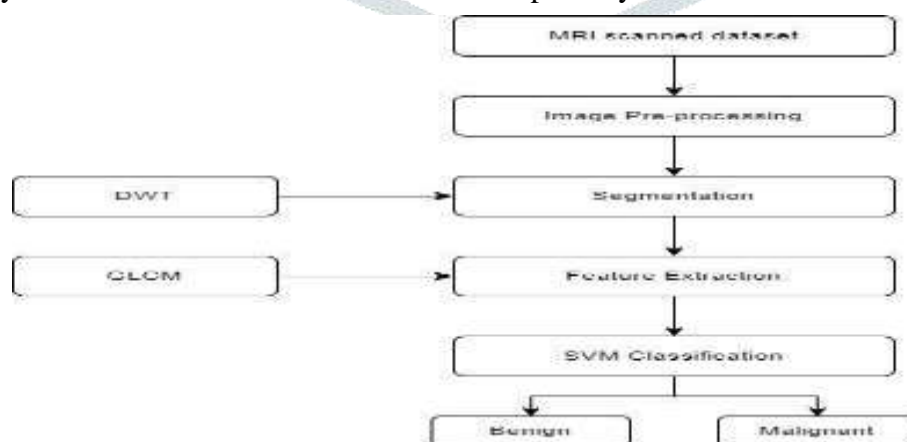 MRI scanned dataset
Image Pre-processing
DWT
Segmentation
GLCM
Feature Extraction
SVM Classification
Benign
Malignant